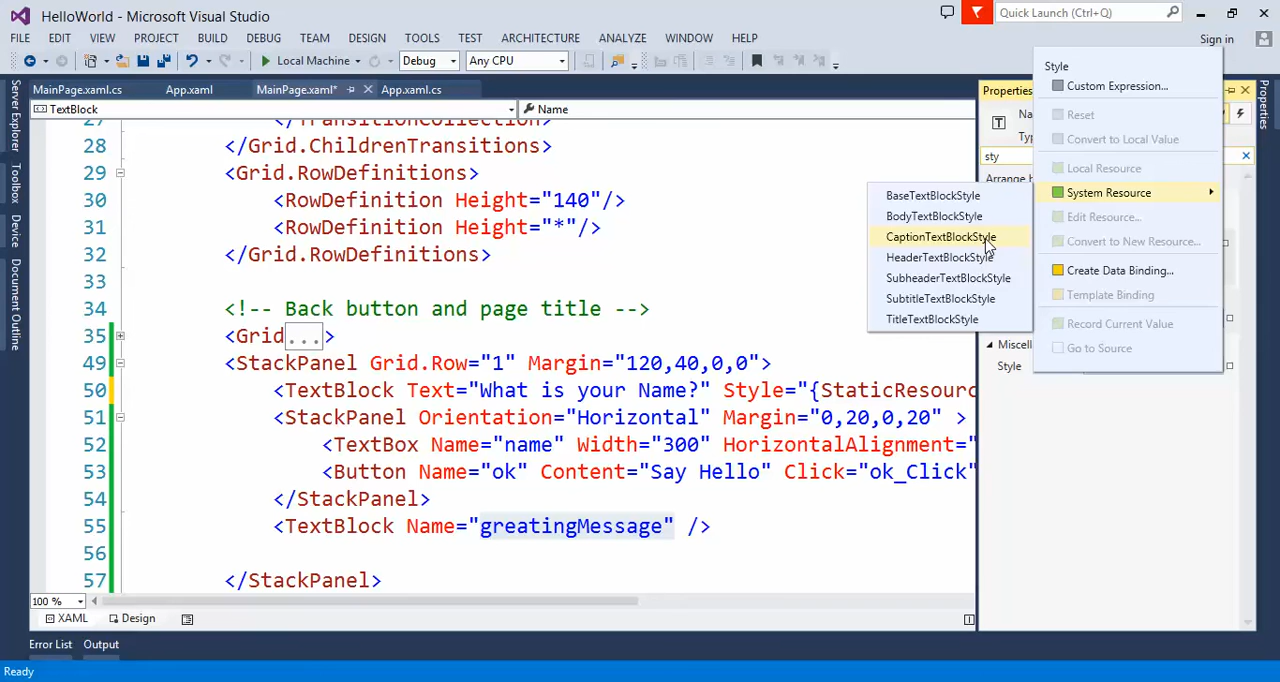 HelloWorld - Microsoft Visual Studio
Quick Launch (Ctrl+Q)
FILE EDIT VIEW PROJECT BUILD DEBUG TEAM DESIGN TOOLS TEST ARCHITECTURE ANALYZE WINDOW HELP
Sign in
Local Machine Debug Any CPU
MainPage.xaml.cs App.xaml MainPage.xaml* App.xaml.cs
TextBlock Name
Server Explorer
Toolbox
Device
Document Outline
27 </TransitionCollection>
28 </Grid.ChildrenTransitions>
29 <Grid.RowDefinitions>
30 <RowDefinition Height="140"/>
31 <RowDefinition Height="*"/>
32 </Grid.RowDefinitions>
33
34 <!-- Back button and page title -->
35 <Grid...>
49 <StackPanel Grid.Row="1" Margin="120,40,0,0">
50 <TextBlock Text="What is your Name?" Style="{StaticResourc
51 <StackPanel Orientation="Horizontal" Margin="0,20,0,20" >
52 <TextBox Name="name" Width="300" HorizontalAlignment="
53 <Button Name="ok" Content="Say Hello" Click="ok_Click"
54 </StackPanel>
55 <TextBlock Name="greatingMessage" />
56
57 </StackPanel>
100 %
XAML Design
Error List Output
Ready
BaseTextBlockStyle
BodyTextBlockStyle
CaptionTextBlockStyle
HeaderTextBlockStyle
SubheaderTextBlockStyle
SubtitleTextBlockStyle
TitleTextBlockStyle
Properties
Na
Typ
sty
Arrange b
Miscell
Style
Style
Custom Expression...
Reset
Convert to Local Value
Local Resource
System Resource
Edit Resource...
Convert to New Resource...
Create Data Binding...
Template Binding
Record Current Value
Go to Source
Properties